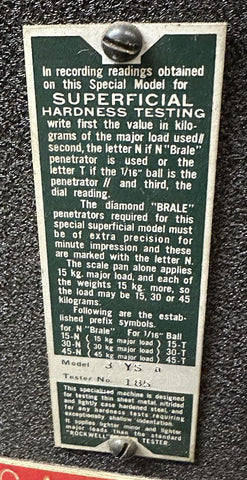 In recording readings obtained
on this Special Model for
SUPERFICIAL
HARDNESS TESTING
write first the value in kilo-
grams of the major load used//
second, the letter N if N "Brale"
penetrator is used or the
letter T if the 1/16" ball is the
penetrator // and third, the
dial reading.
The diamond "BRALE"
penetrators required for this
special superficial model must
be of extra precision for
minute impression and these
are marked with the letter N.
The scale pan alone applies
15 kg. major load, and each of
the weights 15 kg. more, so
the load may be 15, 30 or 45
kilograms.
Following are the estab-
lished prefix symbols.
for N "Brale" For 1/16" Ball
15-N (15 kg major load) 15-T
30-N (30 kg major load) 30-T
45-N (45 kg major load) 45-T
Model 3 YS a
Tester No. 185
This specialised machine is designed
for testing thin sheet metal, nitrided
and lightly case hardened steel, and
for any hardness tests requiring
exceptionally shallow indentation.
It applies lighter minor and lighter
major loads than the standard
"ROCKWELL" TESTER.